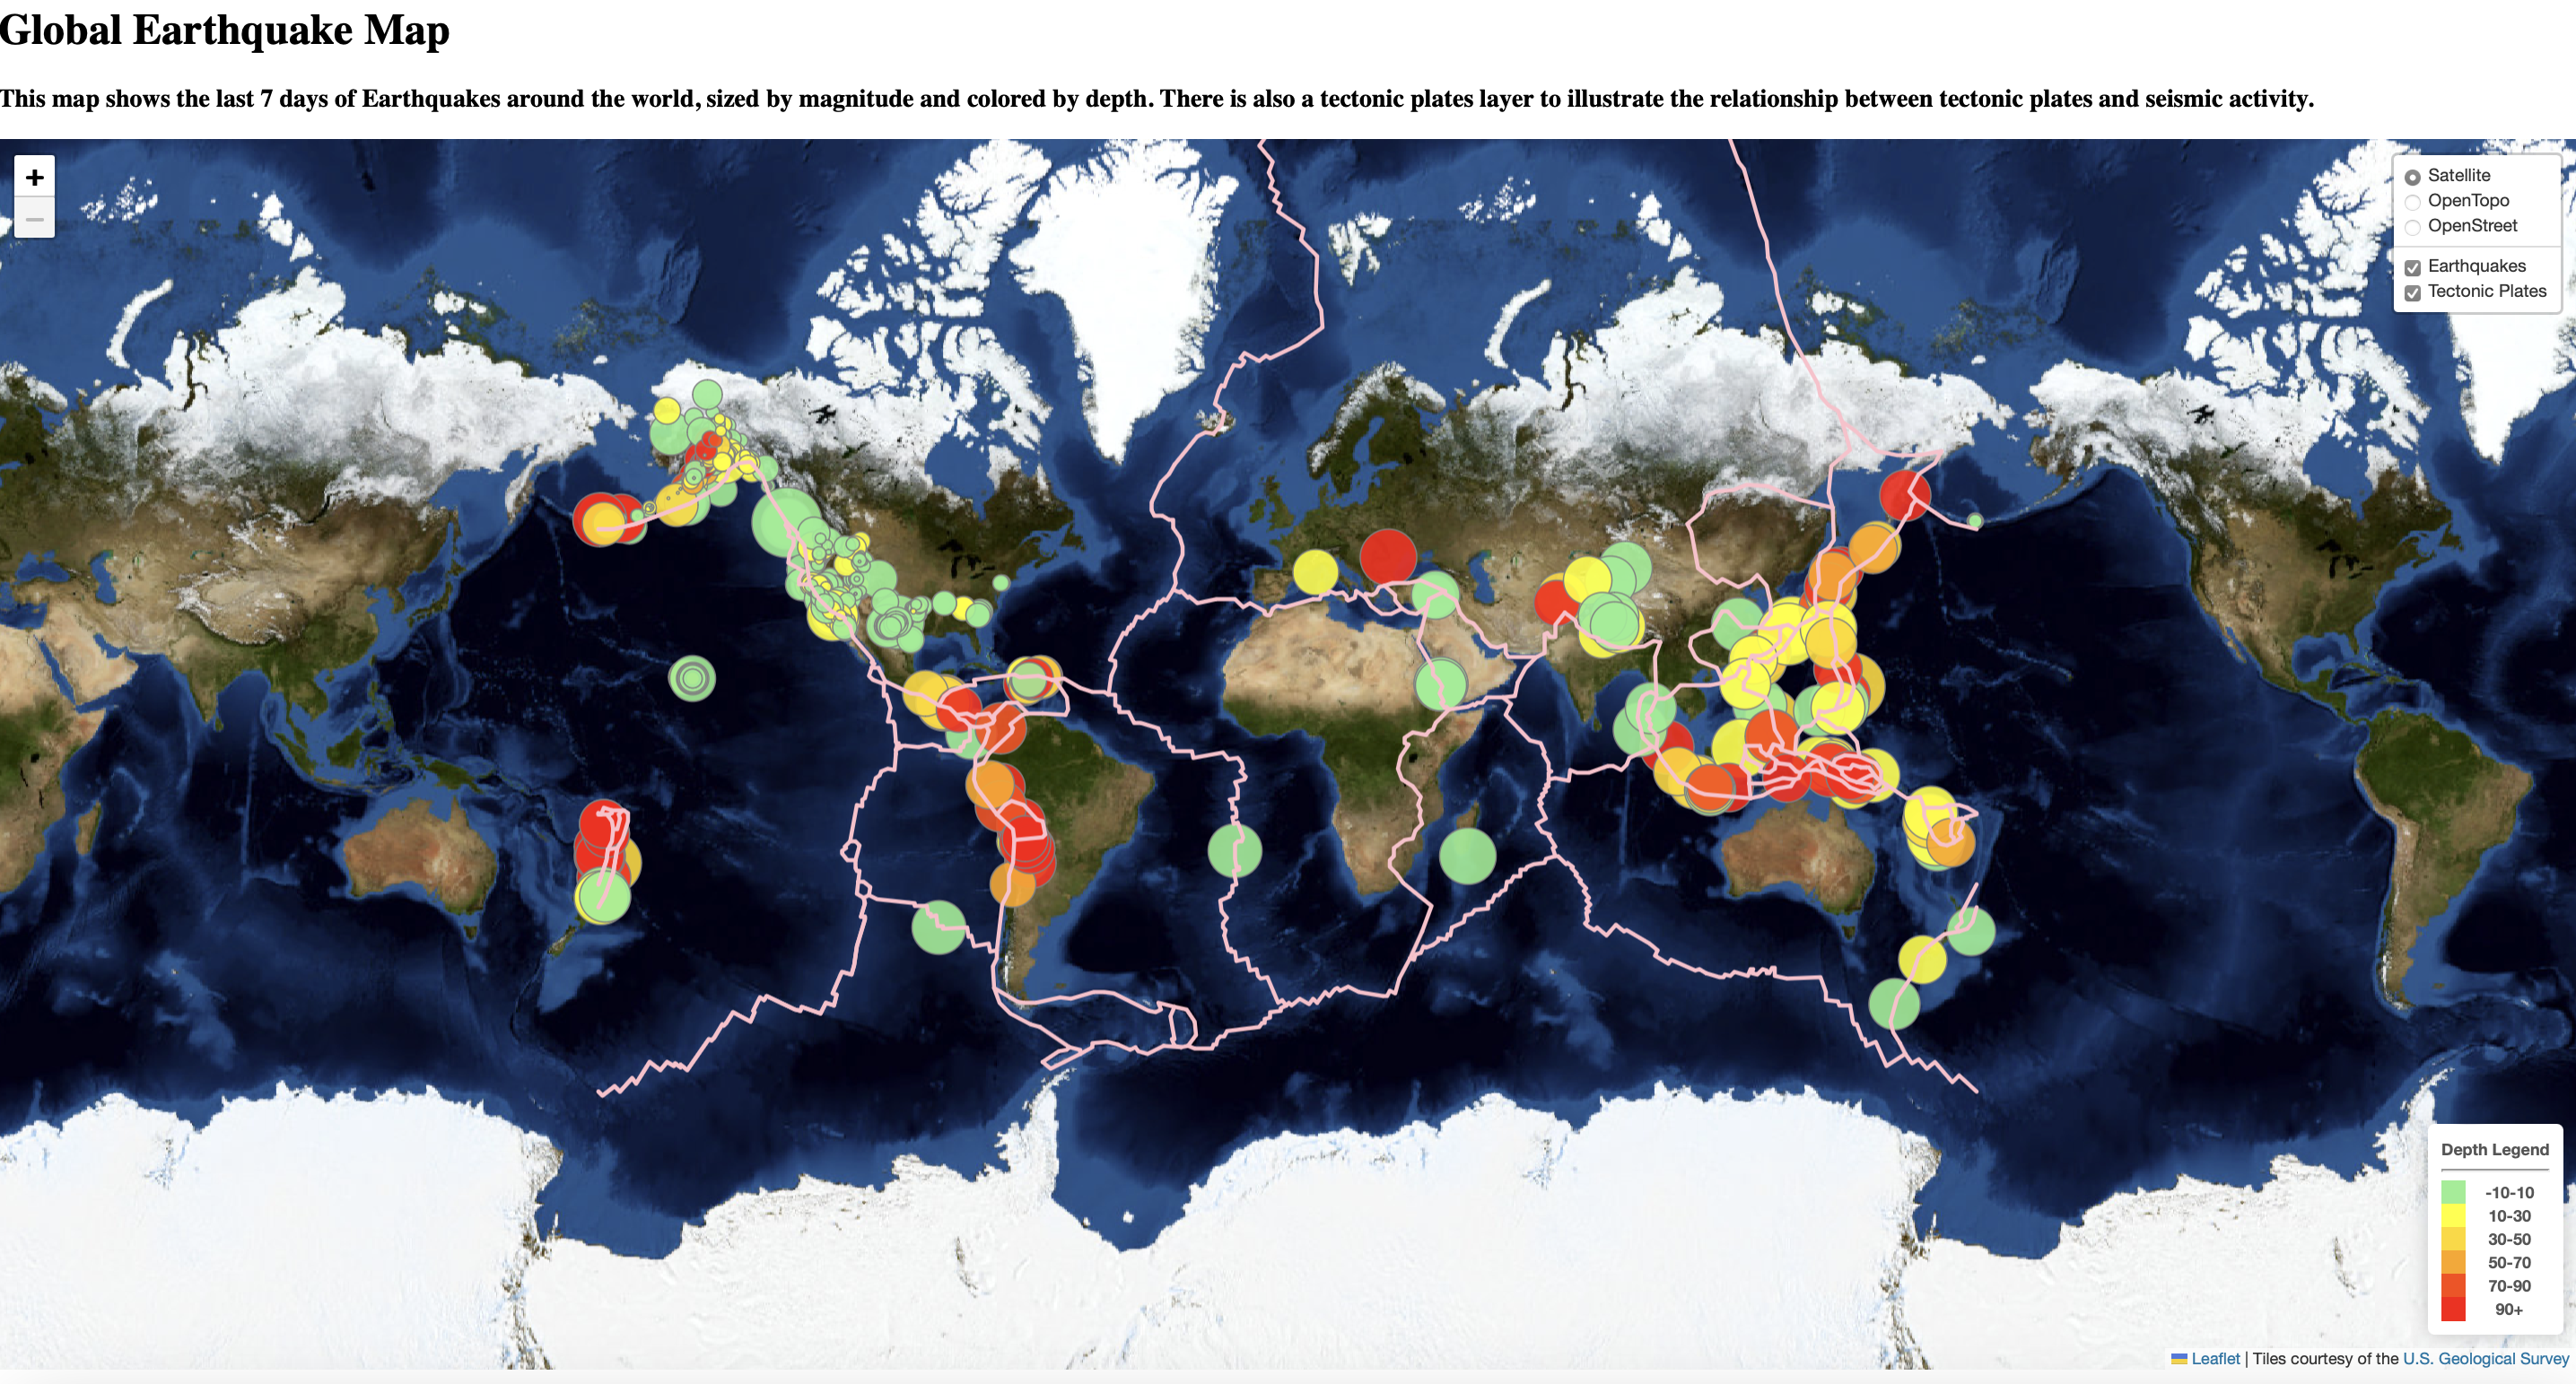 Global Earthquake Map
This map shows the last 7 days of Earthquakes around the world, sized by magnitude and colored by depth. There is also a tectonic plates layer to illustrate the relationship between tectonic plates and seismic activity.
+
−
Satellite
OpenTopo
OpenStreet
Earthquakes
Tectonic Plates
Depth Legend
-10-10
10-30
30-50
50-70
70-90
90+
Leaflet | Tiles courtesy of the U.S. Geological Survey